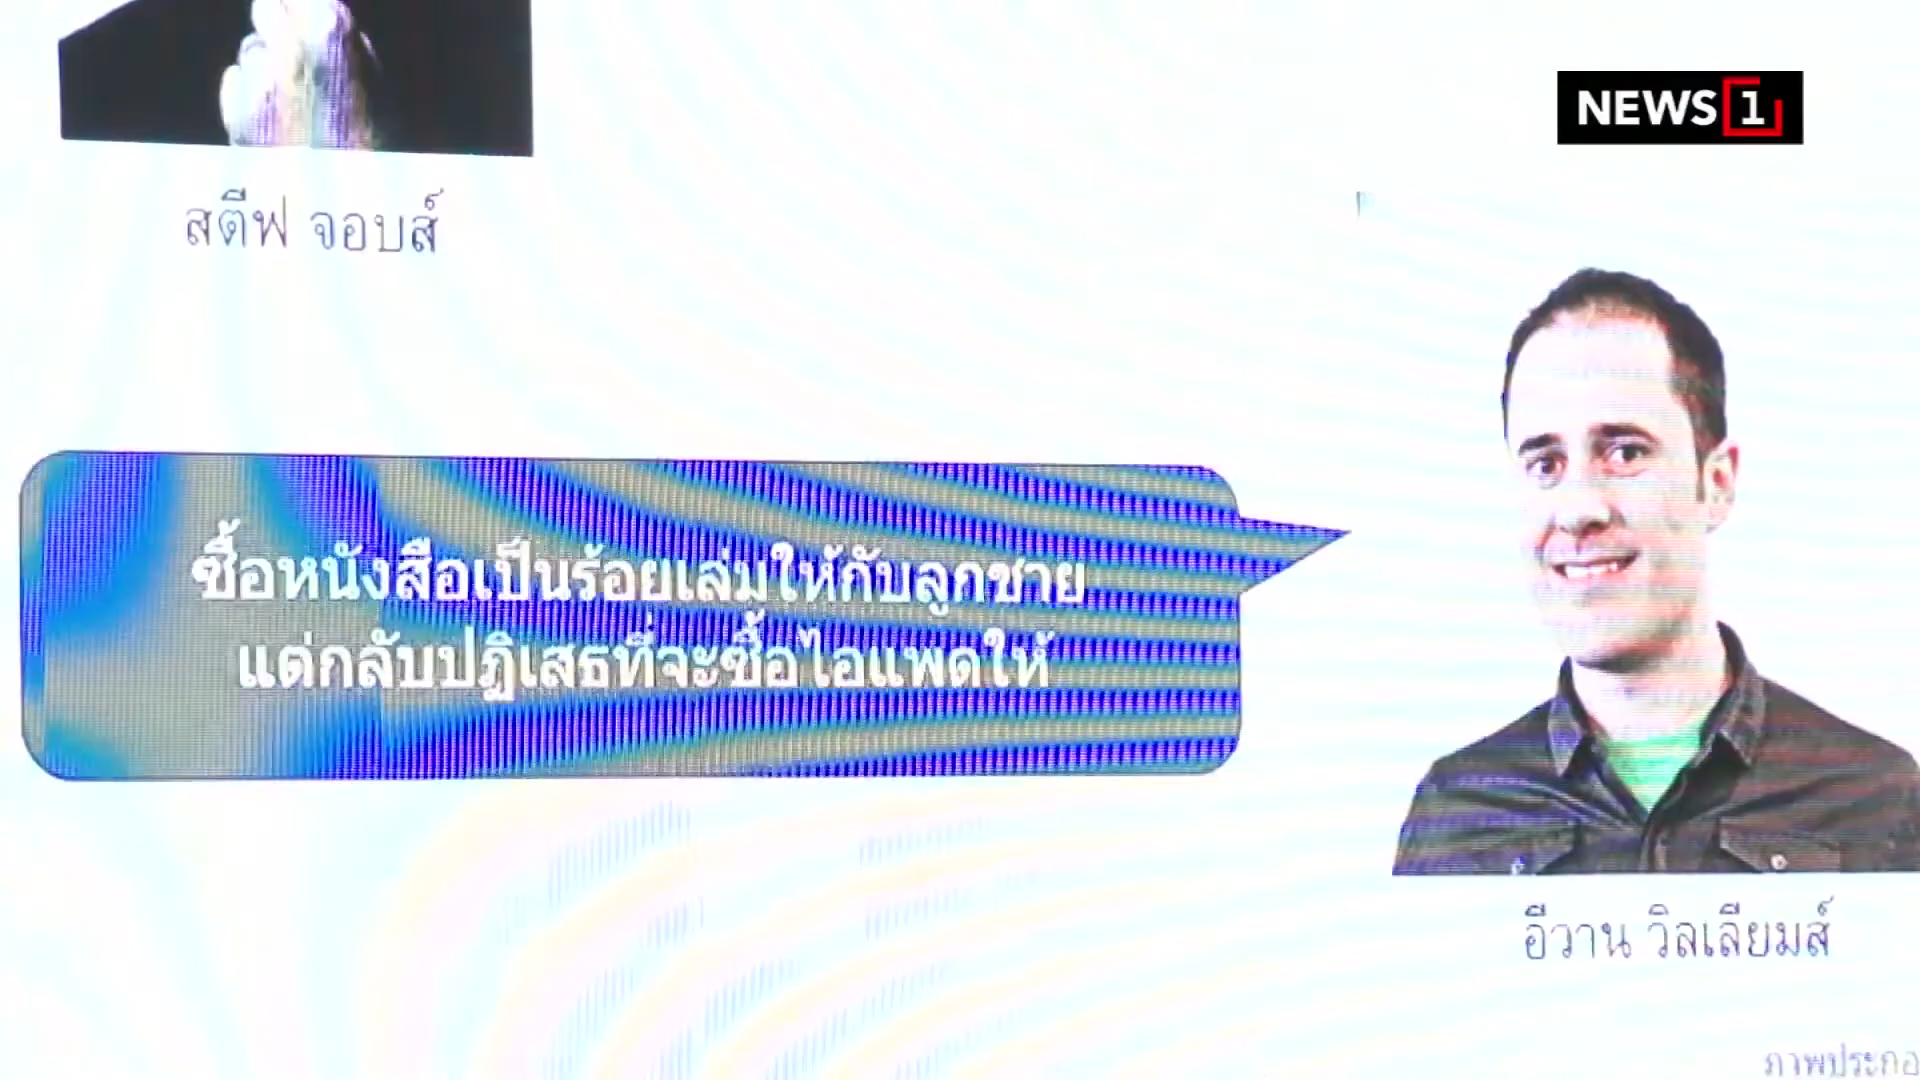 NEWS 1
สตีฟ จอบส์
ซื้อหนังสือเป็นร้อยเล่มให้กับลูกชาย
แต่กลับปฏิเสธที่จะซื้อไอแพดให้
อีวาน วิลเลียมส์